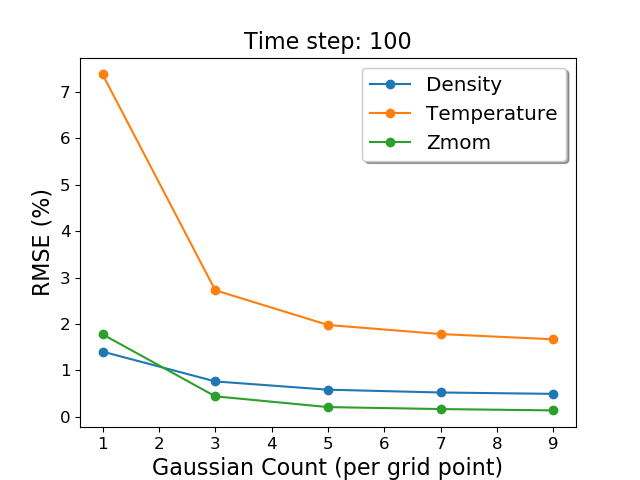 Time step: 100
Density
Temperature
Zmom
RMSE (%)
7
6
5
4
3
2
1
0
1 2 3 4 5 6 7 8 9
Gaussian Count (per grid point)